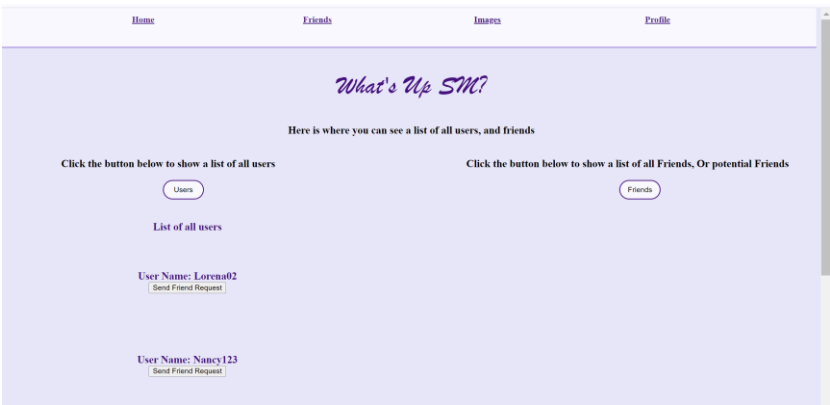 Home Friends Images Profile
What's Up SM?
Here is where you can see a list of all users, and friends
Click the button below to show a list of all users
Users
Click the button below to show a list of all Friends, Or potential Friends
Friends
List of all users
User Name: Lorena02
Send Friend Request
User Name: Nancy123
Send Friend Request